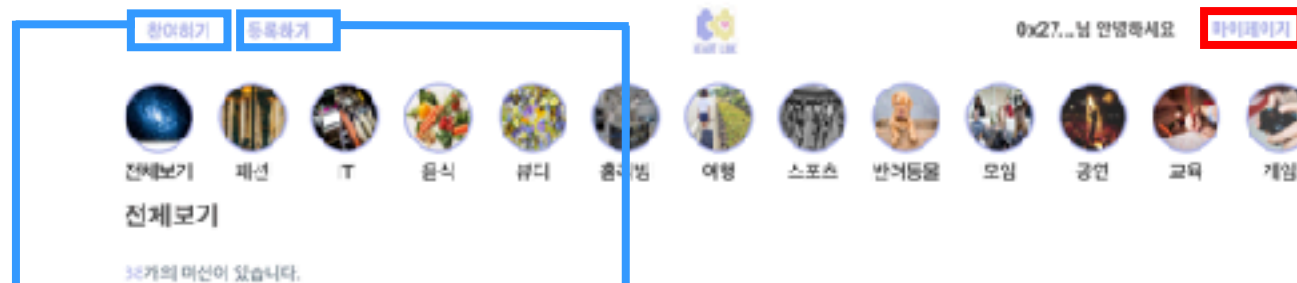 참여하기 등록하기 0x27...님 안녕하세요 마이페이지
전체보기 패션 IT 음식 뷰티 홈리빙 여행 스포츠 반려동물 모임 공연 교육 게임
전체보기
38개의 미션이 있습니다.